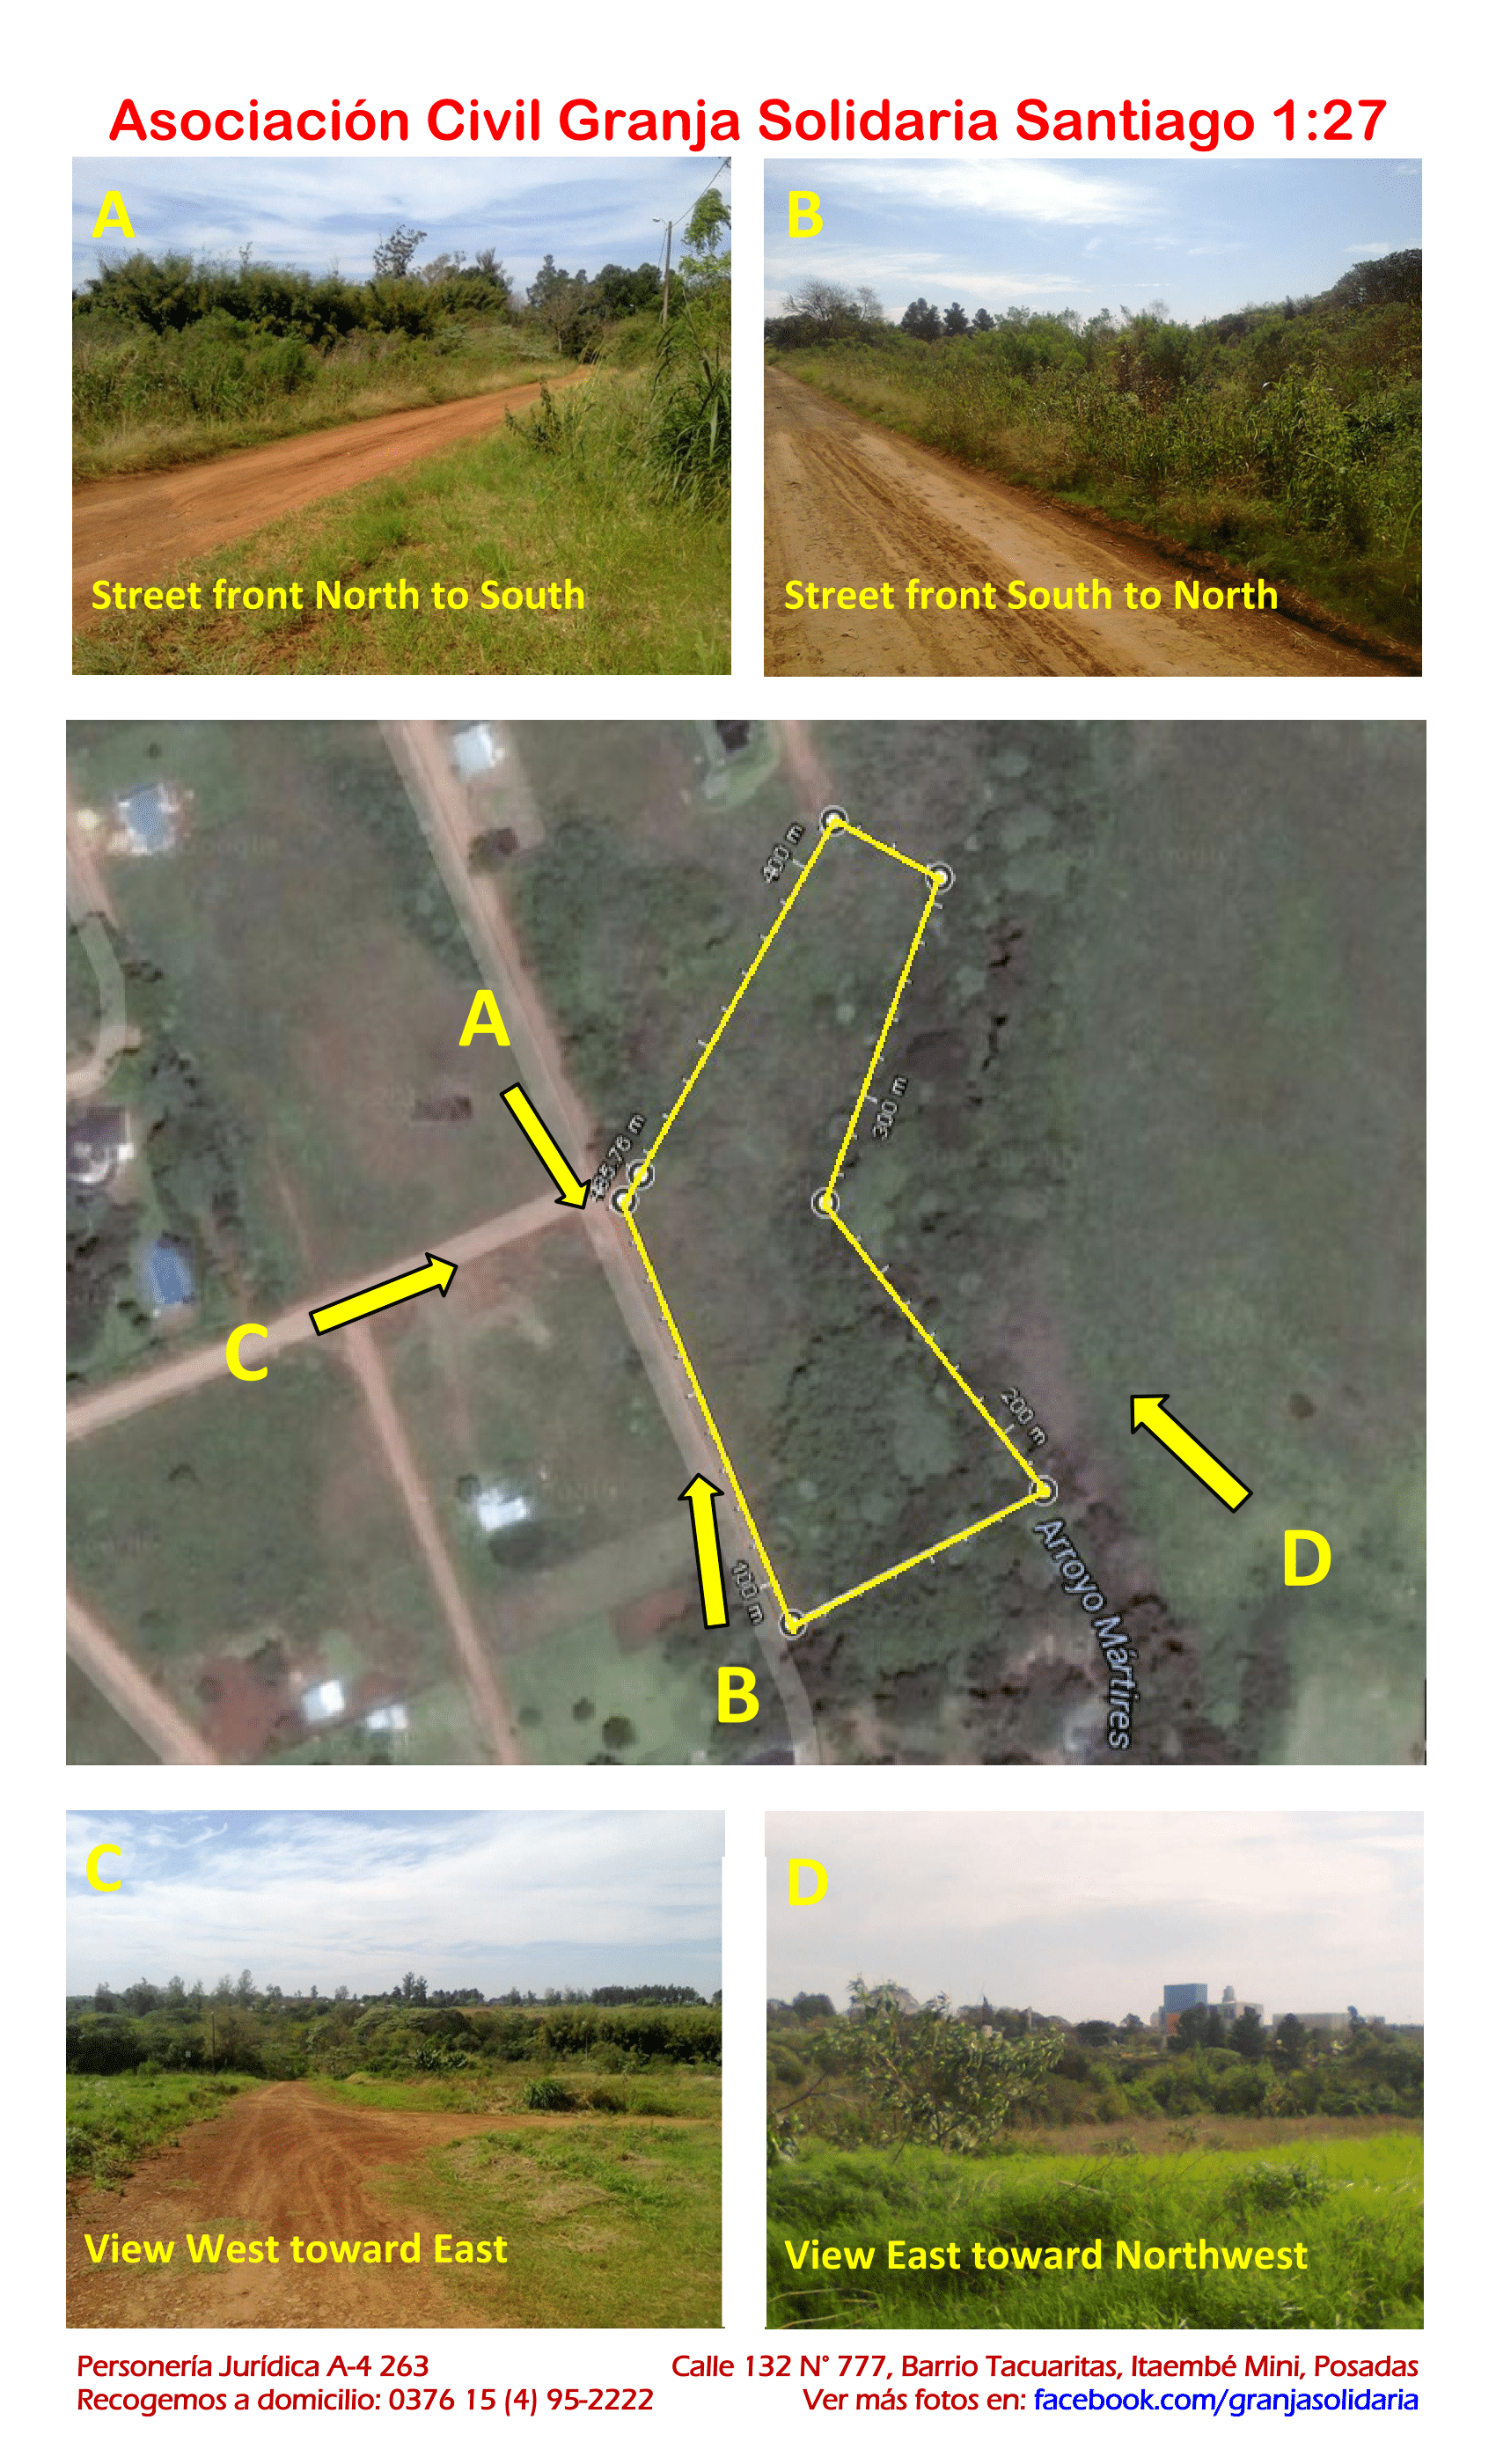 Asociación Civil Granja Solidaria Santiago 1:27
A
Street front North to South
B
Street front South to North
400 m
A
300 m
C
200 m
D
100 m
B
Arroyo Mártires
C
View West toward East
D
View East toward Northwest
Personería Jurídica A-4 263
Recogemos a domicilio: 0376 15 (4) 95-2222
Calle 132 N° 777, Barrio Tacuaritas, Itaembé Mini, Posadas
Ver más fotos en: facebook.com/granjasolidaria